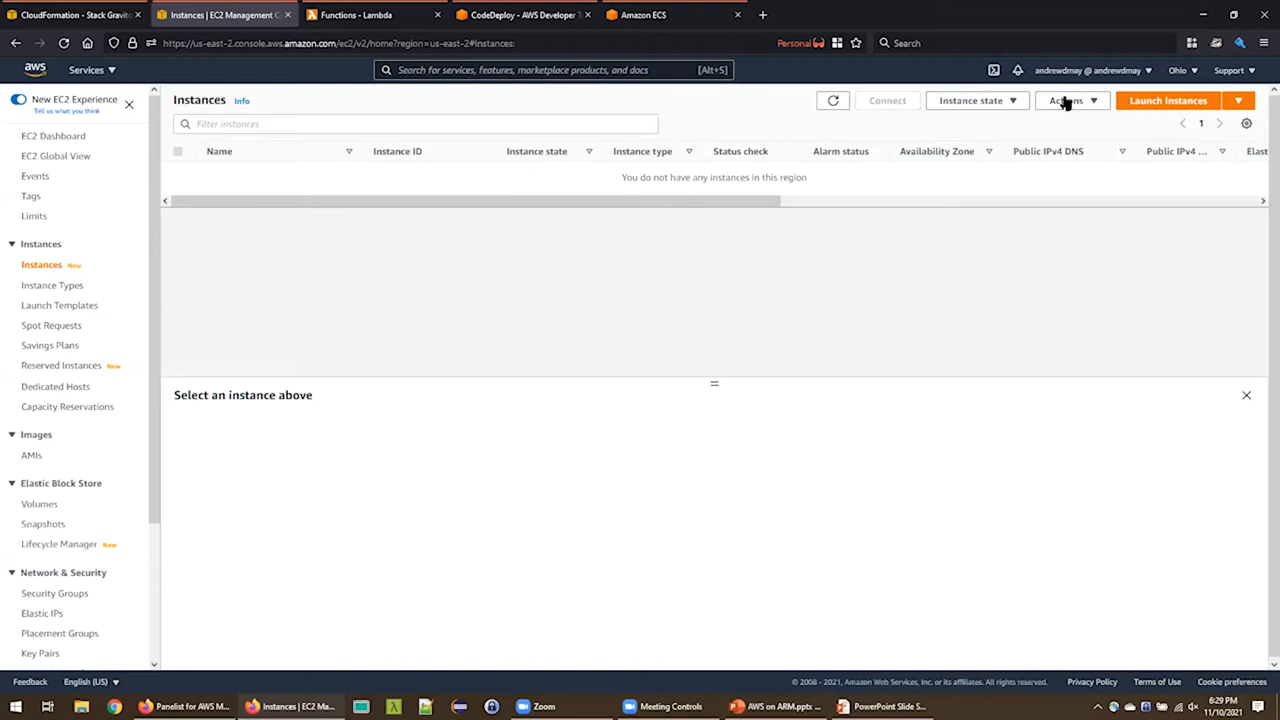 CloudFormation - Stack Gravit
Instances | EC2 Management C
Functions - Lambda
CodeDeploy - AWS Developer T
Amazon ECS
https://us-east-2.console.aws.amazon.com/ec2/v2/home?region=us-east-2#Instances:
Personal
Search
aws
Services
Search for services, features, marketplace products, and docs
[Alt+S]
andrewdmay @ andrewdmay
Ohio
Support
New EC2 Experience
Tell us what you think
EC2 Dashboard
EC2 Global View
Events
Tags
Limits
Instances
Instances New
Instance Types
Launch Templates
Spot Requests
Savings Plans
Reserved Instances New
Dedicated Hosts
Capacity Reservations
Images
AMIs
Elastic Block Store
Volumes
Snapshots
Lifecycle Manager New
Network & Security
Security Groups
Elastic IPs
Placement Groups
Key Pairs
Instances Info
Connect
Instance state
Actions
Launch instances
Filter instances
1
Name
Instance ID
Instance state
Instance type
Status check
Alarm status
Availability Zone
Public IPv4 DNS
Public IPv4 ...
Elast
You do not have any instances in this region
Select an instance above
Feedback
English (US)
© 2008 - 2021, Amazon Web Services, Inc. or its affiliates. All rights reserved.
Privacy Policy
Terms of Use
Cookie preferences
Panelist for AWS M...
Instances | EC2 Ma...
Zoom
Meeting Controls
AWS on ARM.pptx ...
PowerPoint Slide S...
6:29 PM
11/10/2021